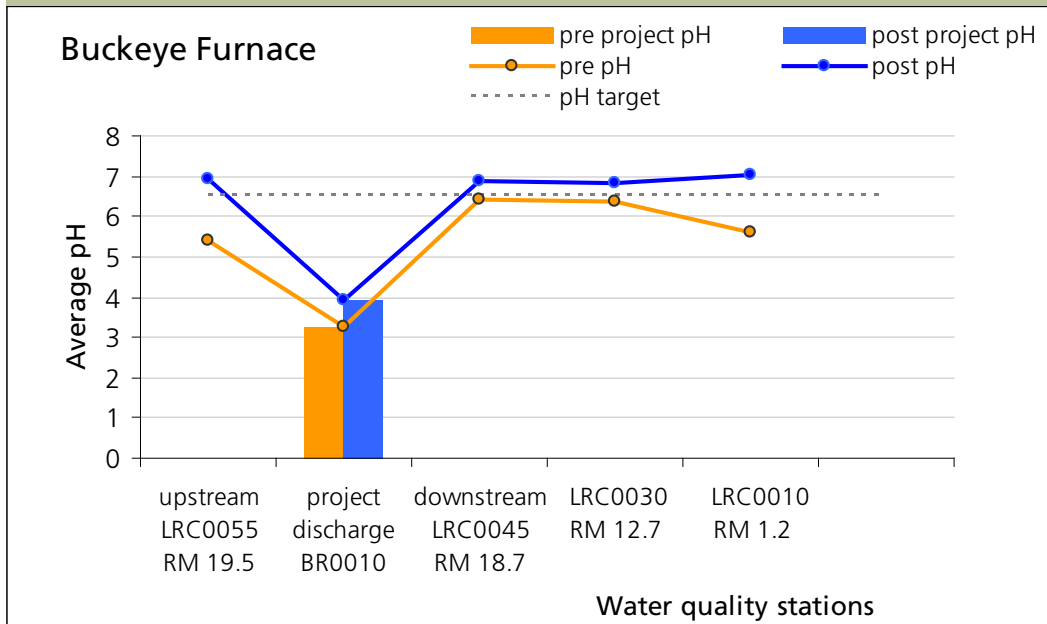 Buckeye Furnace
pre project pH
post project pH
pre pH
post pH
pH target
Average pH
8
7
6
5
4
3
2
1
0
upstream
LRC0055
RM 19.5
project
discharge
BR0010
downstream
LRC0045
RM 18.7
LRC0030
RM 12.7
LRC0010
RM 1.2
Water quality stations